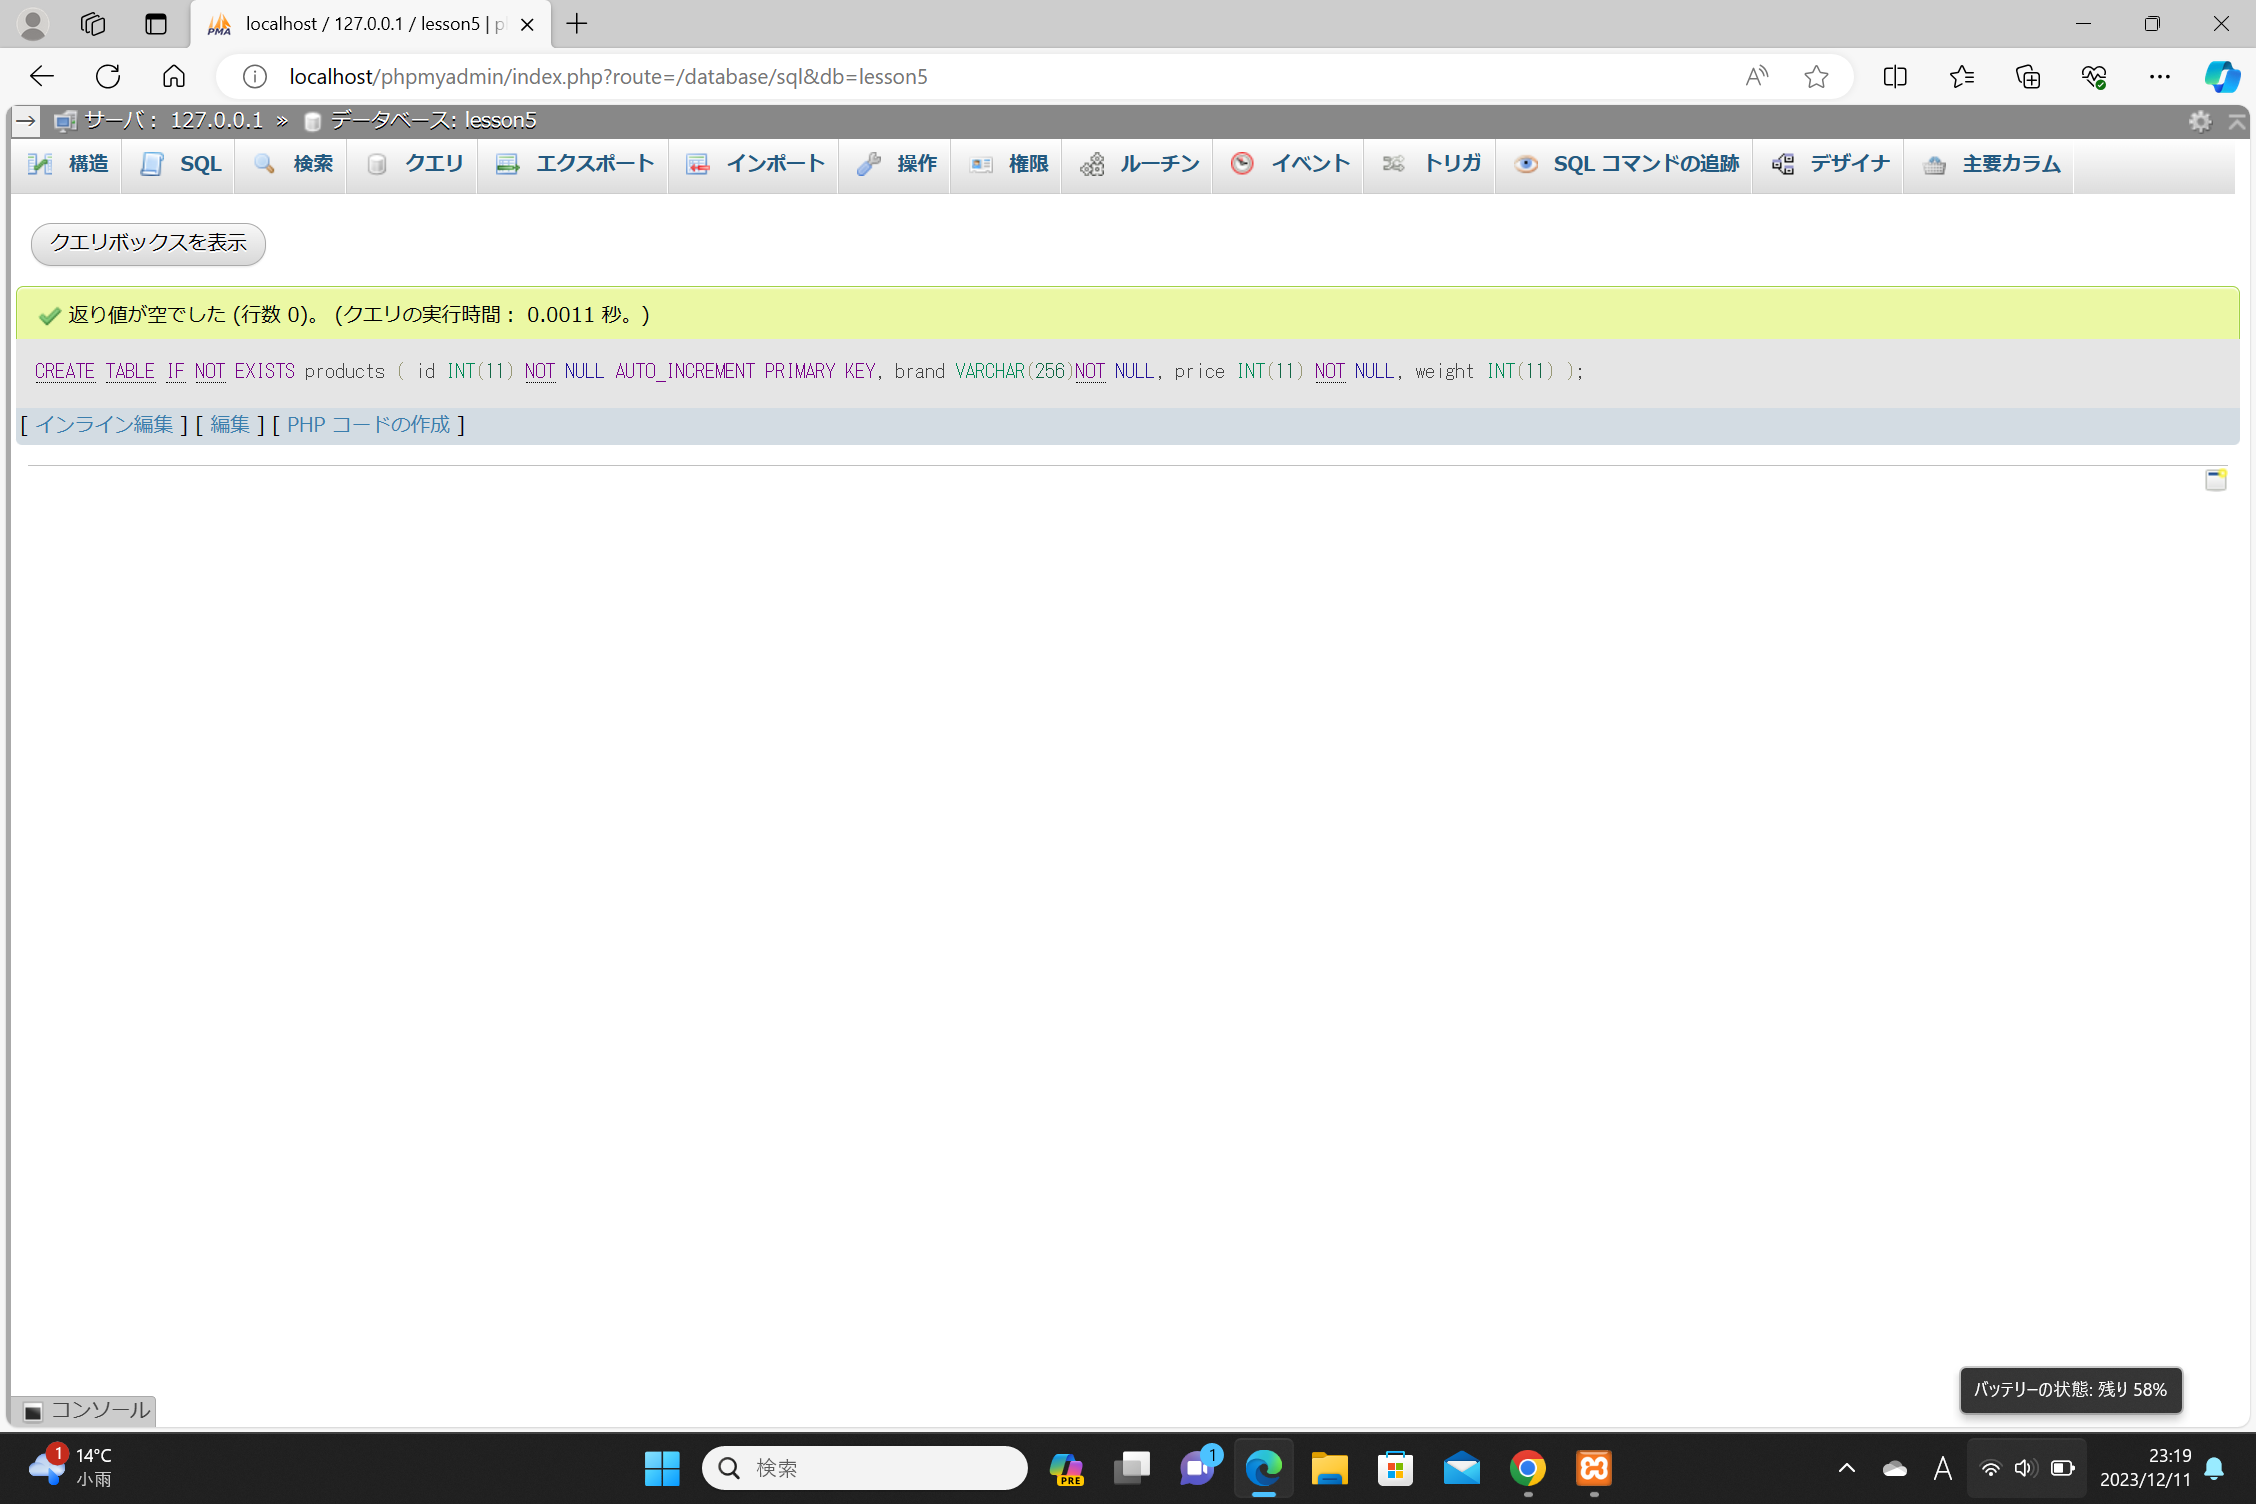 localhost / 127.0.0.1 / lesson5 | p
localhost/phpmyadmin/index.php?route=/database/sql&db=lesson5
サーバ： 127.0.0.1 » データベース: lesson5
構造 SQL 検索 クエリ エクスポート インポート 操作 権限 ルーチン イベント トリガ SQL コマンドの追跡 デザイナ 主要カラム
クエリボックスを表示
返り値が空でした (行数 0)。 (クエリの実行時間： 0.0011 秒。)
CREATE TABLE IF NOT EXISTS products ( id INT(11) NOT NULL AUTO_INCREMENT PRIMARY KEY, brand VARCHAR(256)NOT NULL, price INT(11) NOT NULL, weight INT(11) );
[ インライン編集 ] [ 編集 ] [ PHP コードの作成 ]
バッテリーの状態: 残り 58%
コンソール
1 14°C
小雨
検索
PRE
1
A
23:19
2023/12/11